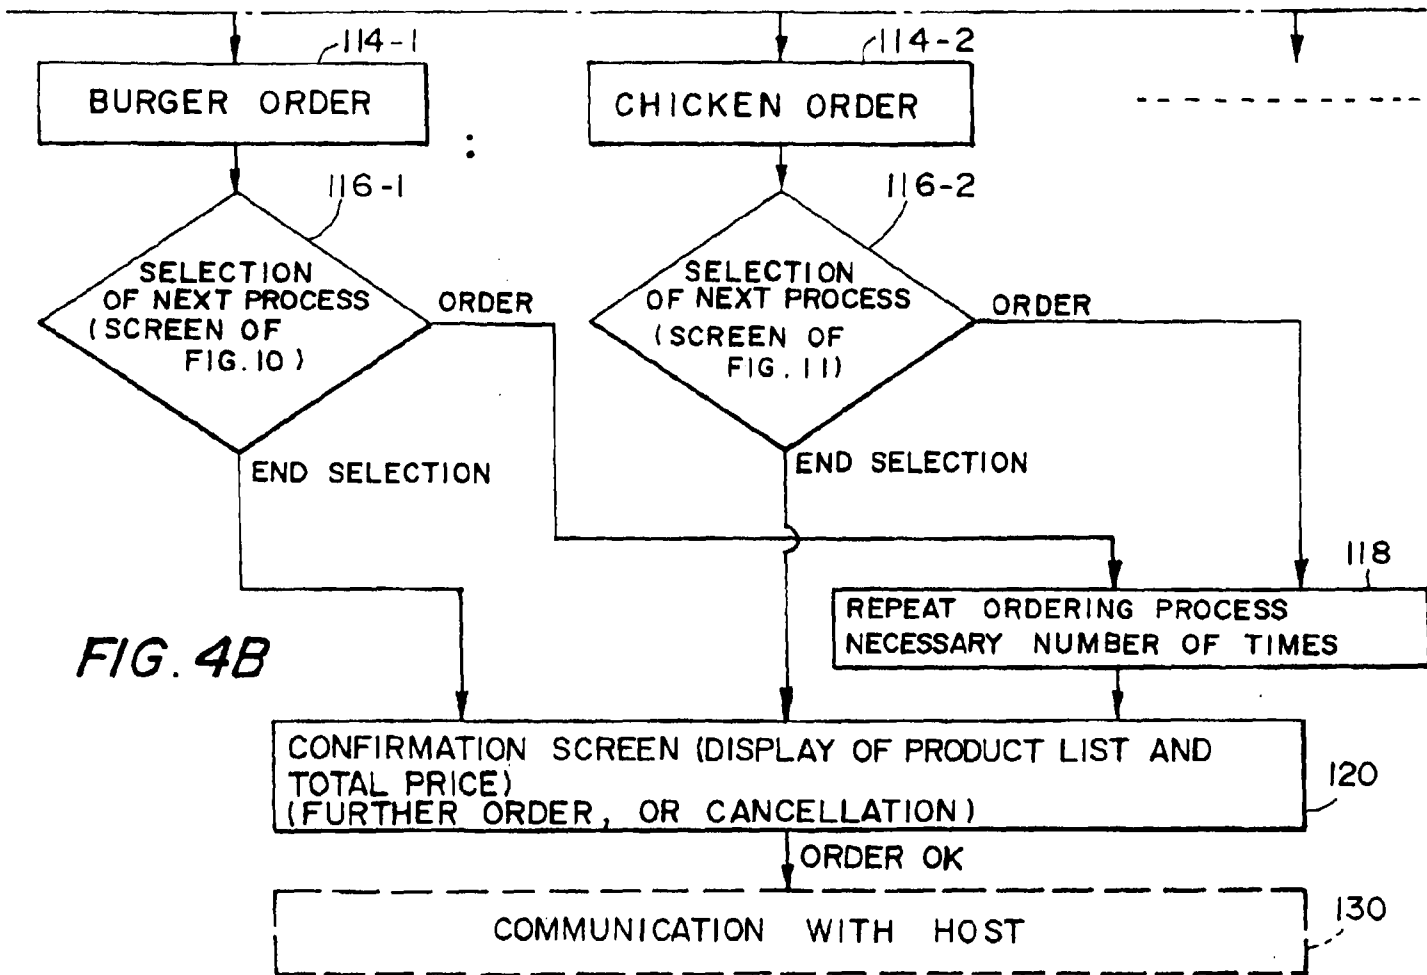 114-1
BURGER ORDER
114-2
CHICKEN ORDER
116-1
SELECTION
OF NEXT PROCESS
(SCREEN OF
FIG.10)
ORDER
116-2
SELECTION
OF NEXT PROCESS
(SCREEN OF
FIG.11)
ORDER
END SELECTION
END SELECTION
118
REPEAT ORDERING PROCESS
NECESSARY NUMBER OF TIMES
FIG. 4B
CONFIRMATION SCREEN (DISPLAY OF PRODUCT LIST AND
TOTAL PRICE)
(FURTHER ORDER, OR CANCELLATION)
120
ORDER OK
COMMUNICATION WITH HOST
130